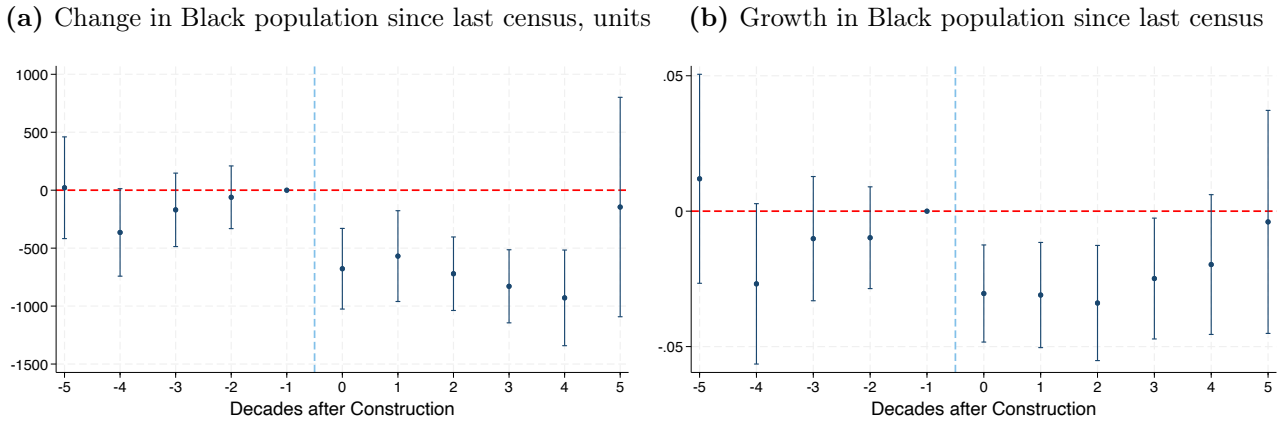 (a) Change in Black population since last census, units
1000
500
0
-500
-1000
-1500
-5 -4 -3 -2 -1 0 1 2 3 4 5
Decades after Construction
(b) Growth in Black population since last census
.05
0
-.05
-5 -4 -3 -2 -1 0 1 2 3 4 5
Decades after Construction